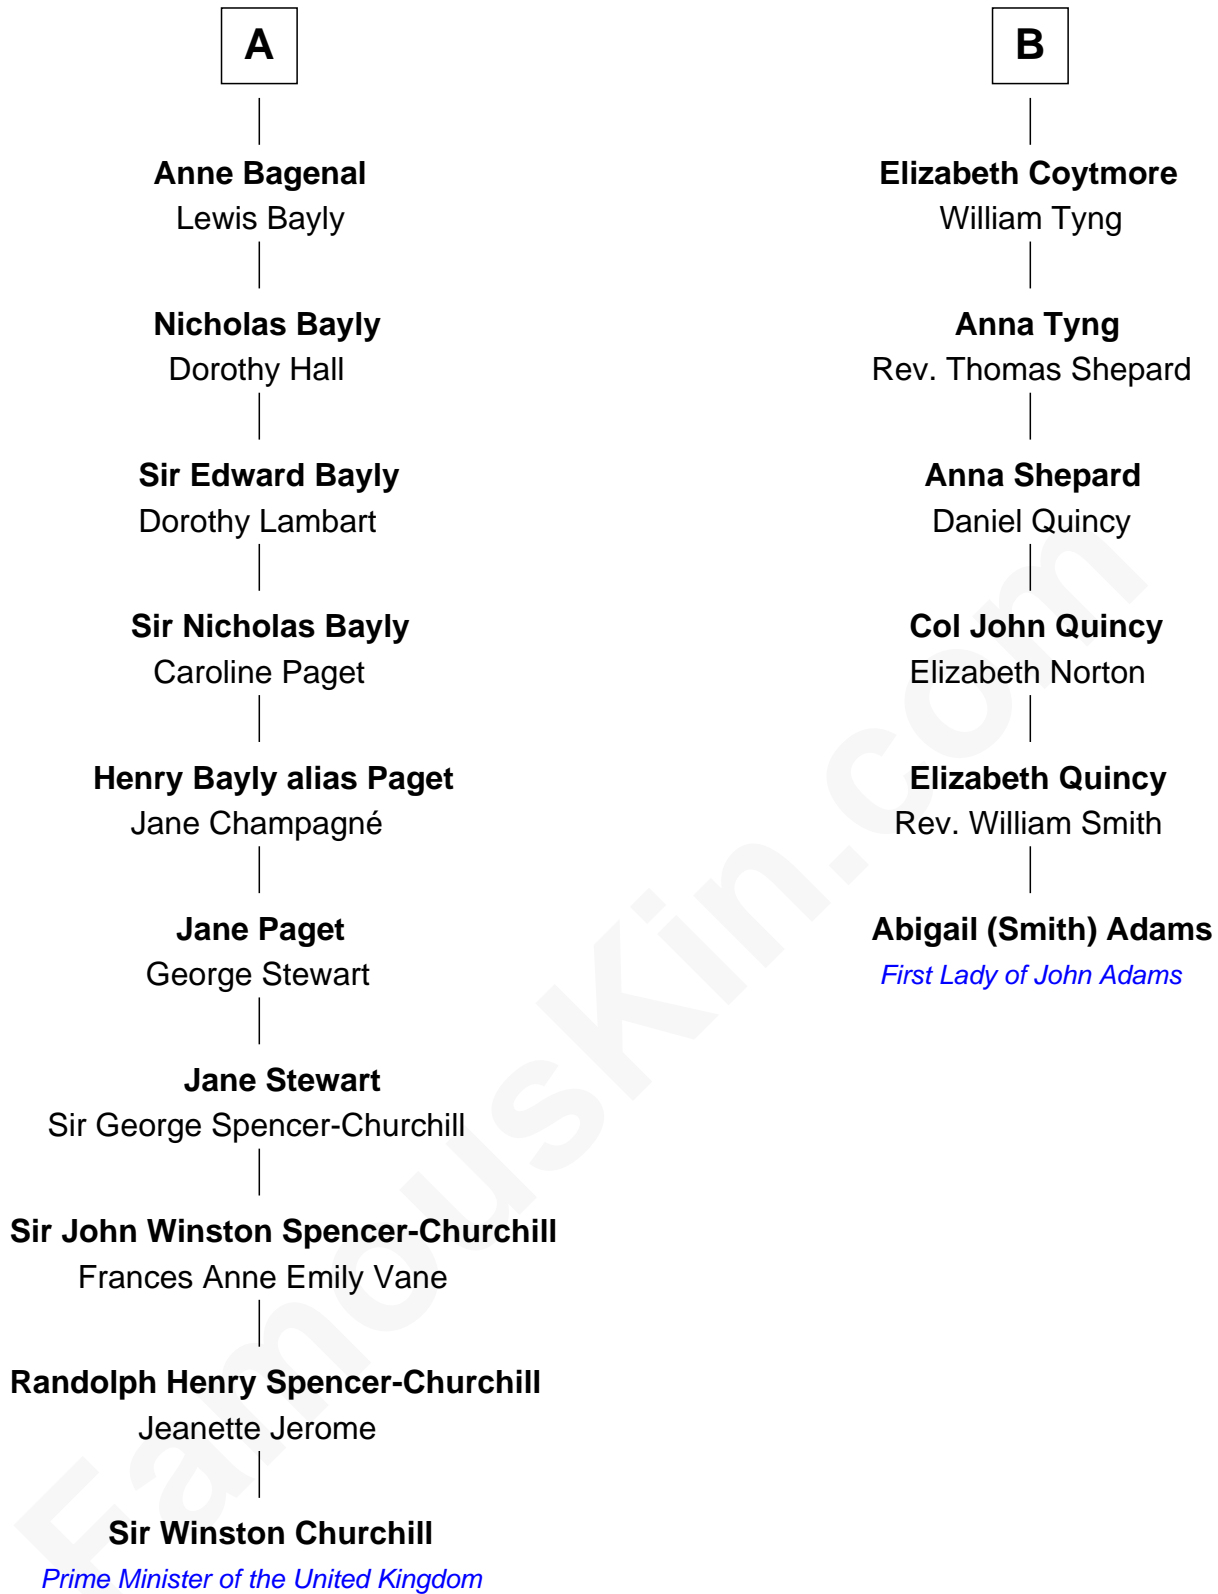 A
Anne Bagenal
Lewis Bayly
Nicholas Bayly
Dorothy Hall
Sir Edward Bayly
Dorothy Lambart
Sir Nicholas Bayly
Caroline Paget
Henry Bayly alias Paget
Jane Champagné
Jane Paget
George Stewart
Jane Stewart
Sir George Spencer-Churchill
Sir John Winston Spencer-Churchill
Frances Anne Emily Vane
Randolph Henry Spencer-Churchill
Jeanette Jerome
Sir Winston Churchill
Prime Minister of the United Kingdom
B
Elizabeth Coytmore
William Tyng
Anna Tyng
Rev. Thomas Shepard
Anna Shepard
Daniel Quincy
Col John Quincy
Elizabeth Norton
Elizabeth Quincy
Rev. William Smith
Abigail (Smith) Adams
First Lady of John Adams
FamousKin.com